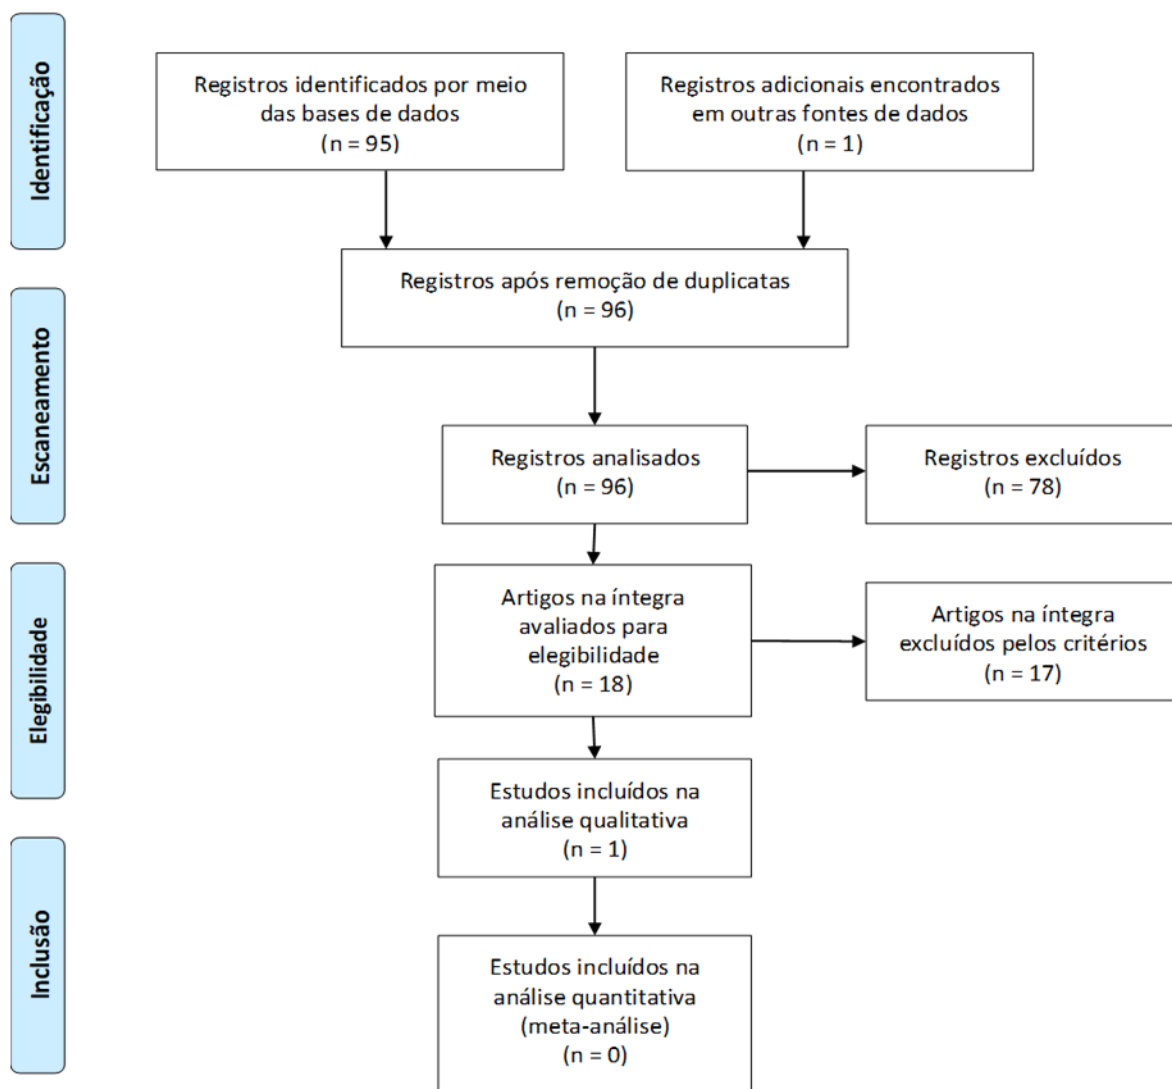 Identificação
Registros identificados por meio
das bases de dados
(n = 95)
Registros adicionais encontrados
em outras fontes de dados
(n = 1)
Registros após remoção de duplicatas
(n = 96)
Escaneamento
Registros analisados
(n = 96)
Registros excluídos
(n = 78)
Elegibilidade
Artigos na íntegra
avaliados para
elegibilidade
(n = 18)
Artigos na íntegra
excluídos pelos critérios
(n = 17)
Estudos incluídos na
análise qualitativa
(n = 1)
Inclusão
Estudos incluídos na
análise quantitativa
(meta-análise)
(n = 0)